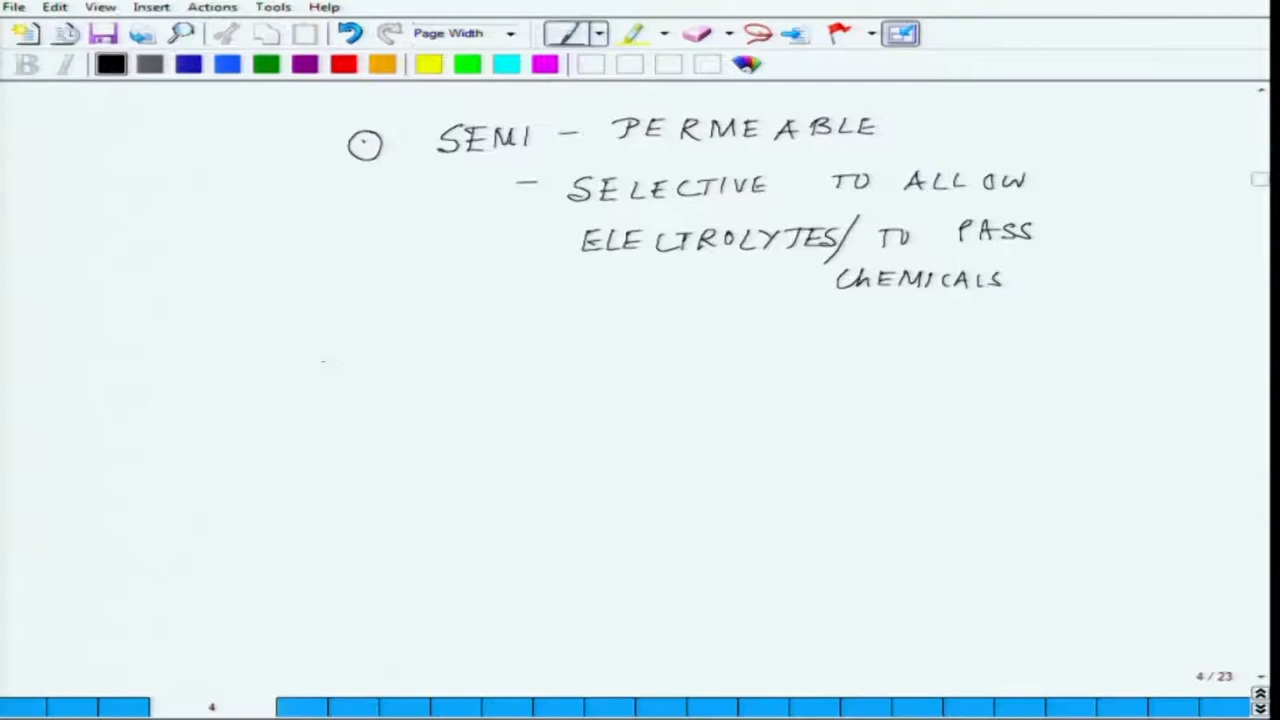 File Edit View Insert Actions Tools Help
Page Width
B I
SEMI - PERMEABLE
- SELECTIVE TO ALLOW
ELECTROLYTES/ TO PASS
ChEMICALS
4 / 23
4